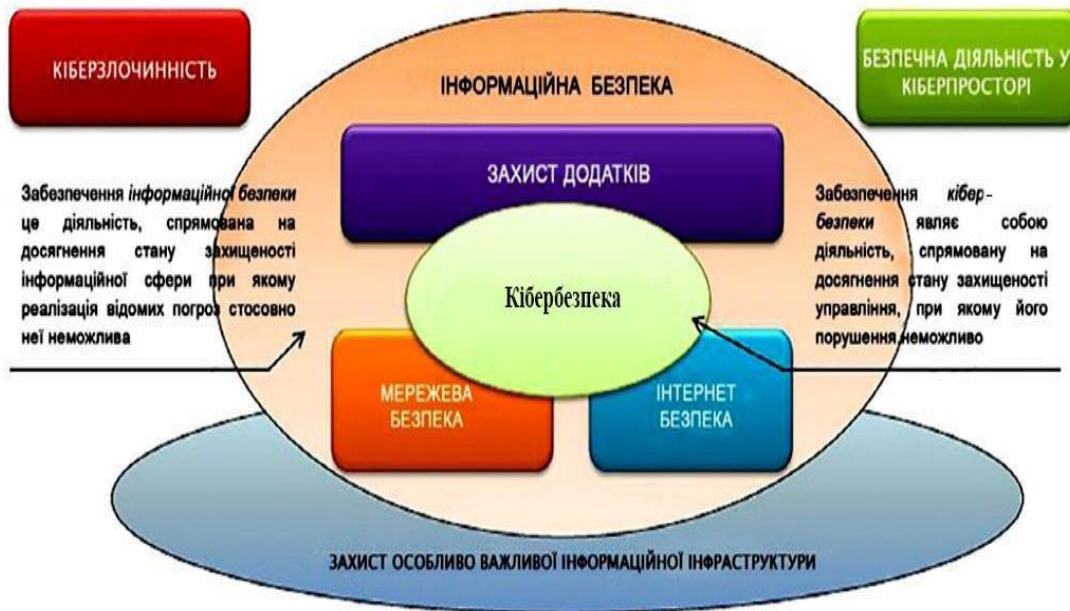 КІБЕРЗЛОЧИННІСТЬ
БЕЗПЕЧНА ДІЯЛЬНІСТЬ У
КІБЕРПРОСТОРІ
ІНФОРМАЦІЙНА БЕЗПЕКА
ЗАХИСТ ДОДАТКІВ
Забезпечення інформаційної безпеки
це діяльність, спрямована на
досягнення стану захищеності
інформаційної сфери при якому
реалізація відомих погроз стосовно
неї неможлива
Забезпечення кібер-
безпеки являє собою
діяльність, спрямовану на
досягнення стану захищеності
управління, при якому його
порушення неможливо
Кібербезпека
МЕРЕЖЕВА
БЕЗПЕКА
ІНТЕРНЕТ
БЕЗПЕКА
ЗАХИСТ ОСОБЛИВО ВАЖЛИВОЇ ІНФОРМАЦІЙНОЇ ІНФРАСТРУКТУРИ